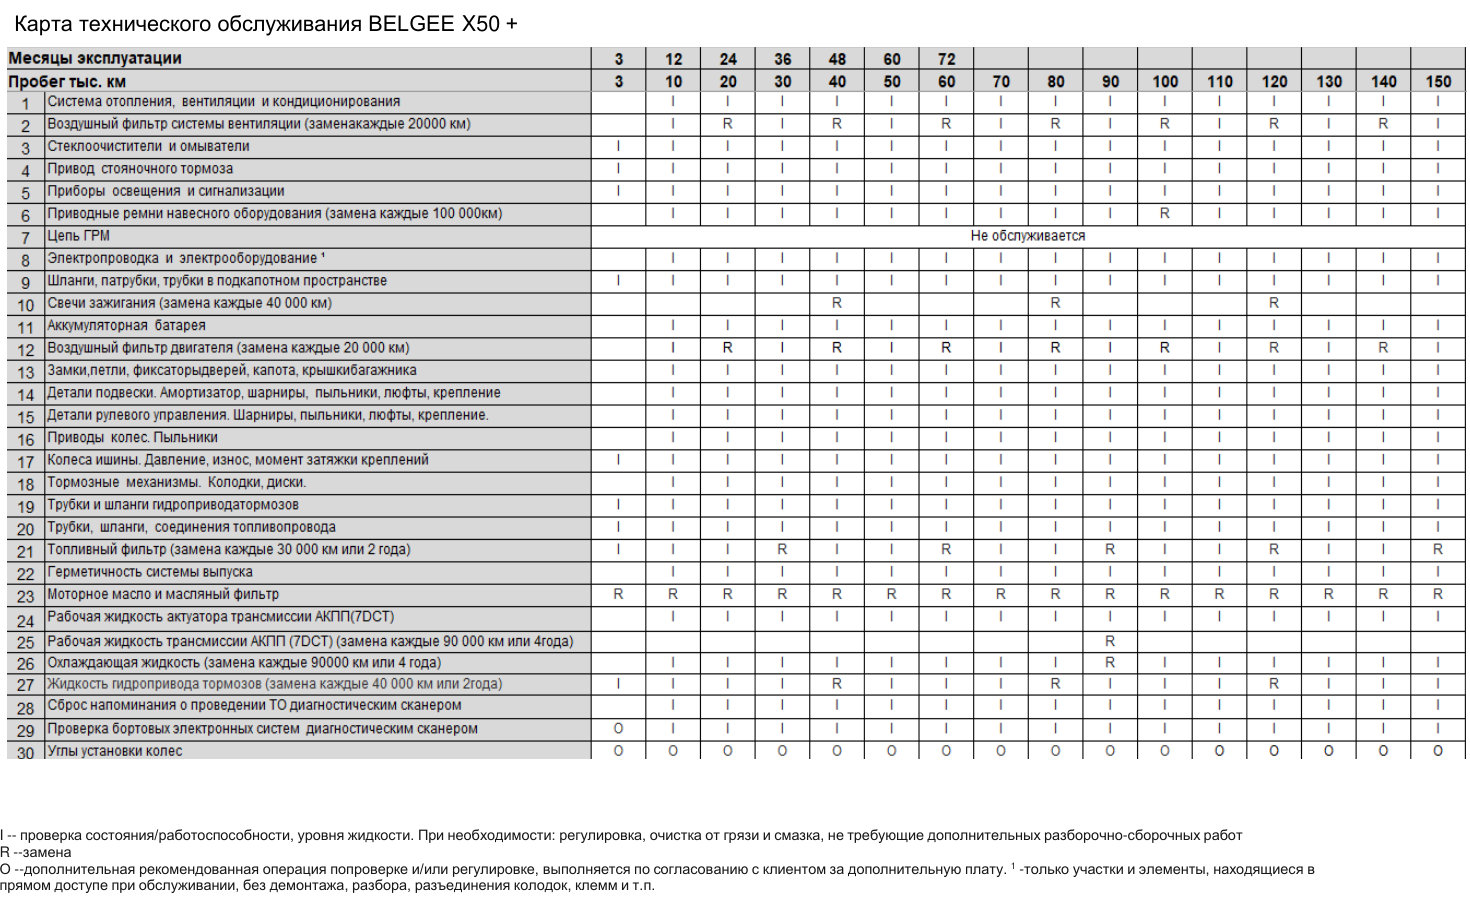 Карта технического обслуживания BELGEE X50 +
Месяцы эксплуатации 3 12 24 36 48 60 72
Пробег тыс. км 3 10 20 30 40 50 60 70 80 90 100 110 120 130 140 150
1 Система отопления, вентиляции и кондиционирования I I I I I I I I I I I I I I I
2 Воздушный фильтр системы вентиляции (заменакаждые 20000 км) I R I R I R I R I R I R I R I
3 Стеклоочистители и омыватели I I I I I I I I I I I I I I I I
4 Привод стояночного тормоза I I I I I I I I I I I I I I I I
5 Приборы освещения и сигнализации I I I I I I I I I I I I I I I I
6 Приводные ремни навесного оборудования (замена каждые 100 000км) I I I I I I I I I R I I I I I
7 Цепь ГРМ Не обслуживается
8 Электропроводка и электрооборудование ¹ I I I I I I I I I I I I I I I
9 Шланги, патрубки, трубки в подкапотном пространстве I I I I I I I I I I I I I I I I
10 Свечи зажигания (замена каждые 40 000 км) R R R
11 Аккумуляторная батарея I I I I I I I I I I I I I I I
12 Воздушный фильтр двигателя (замена каждые 20 000 км) I R I R I R I R I R I R I R I
13 Замки,петли, фиксаторыдверей, капота, крышкибагажника I I I I I I I I I I I I I I I
14 Детали подвески. Амортизатор, шарниры, пыльники, люфты, крепление I I I I I I I I I I I I I I I
15 Детали рулевого управления. Шарниры, пыльники, люфты, крепление. I I I I I I I I I I I I I I I
16 Приводы колес. Пыльники I I I I I I I I I I I I I I I
17 Колеса ишины. Давление, износ, момент затяжки креплений I I I I I I I I I I I I I I I I
18 Тормозные механизмы. Колодки, диски. I I I I I I I I I I I I I I I
19 Трубки и шланги гидроприводатормозов I I I I I I I I I I I I I I I I
20 Трубки, шланги, соединения топливопровода I I I I I I I I I I I I I I I I
21 Топливный фильтр (замена каждые 30 000 км или 2 года) I I I R I I R I I R I I R I I R
22 Герметичность системы выпуска I I I I I I I I I I I I I I I
23 Моторное масло и масляный фильтр R R R R R R R R R R R R R R R R
24 Рабочая жидкость актуатора трансмиссии АКПП(7DCT) I I I I I I I I I I I I I I I
25 Рабочая жидкость трансмиссии АКПП (7DCT) (замена каждые 90 000 км или 4года) R
26 Охлаждающая жидкость (замена каждые 90000 км или 4 года) I I I I I I I I R I I I I I I
27 Жидкость гидропривода тормозов (замена каждые 40 000 км или 2года) I I I I R I I I R I I I R I I I
28 Сброс напоминания о проведении ТО диагностическим сканером I I I I I I I I I I I I I I I
29 Проверка бортовых электронных систем диагностическим сканером O I I I I I I I I I I I I I I I
30 Углы установки колес O O O O O O O O O O O O O O O O
I -- проверка состояния/работоспособности, уровня жидкости. При необходимости: регулировка, очистка от грязи и смазка, не требующие дополнительных разборочно-сборочных работ
R --замена
O --дополнительная рекомендованная операция попроверке и/или регулировке, выполняется по согласованию с клиентом за дополнительную плату. ¹ -только участки и элементы, находящиеся в
прямом доступе при обслуживании, без демонтажа, разбора, разъединения колодок, клемм и т.п.